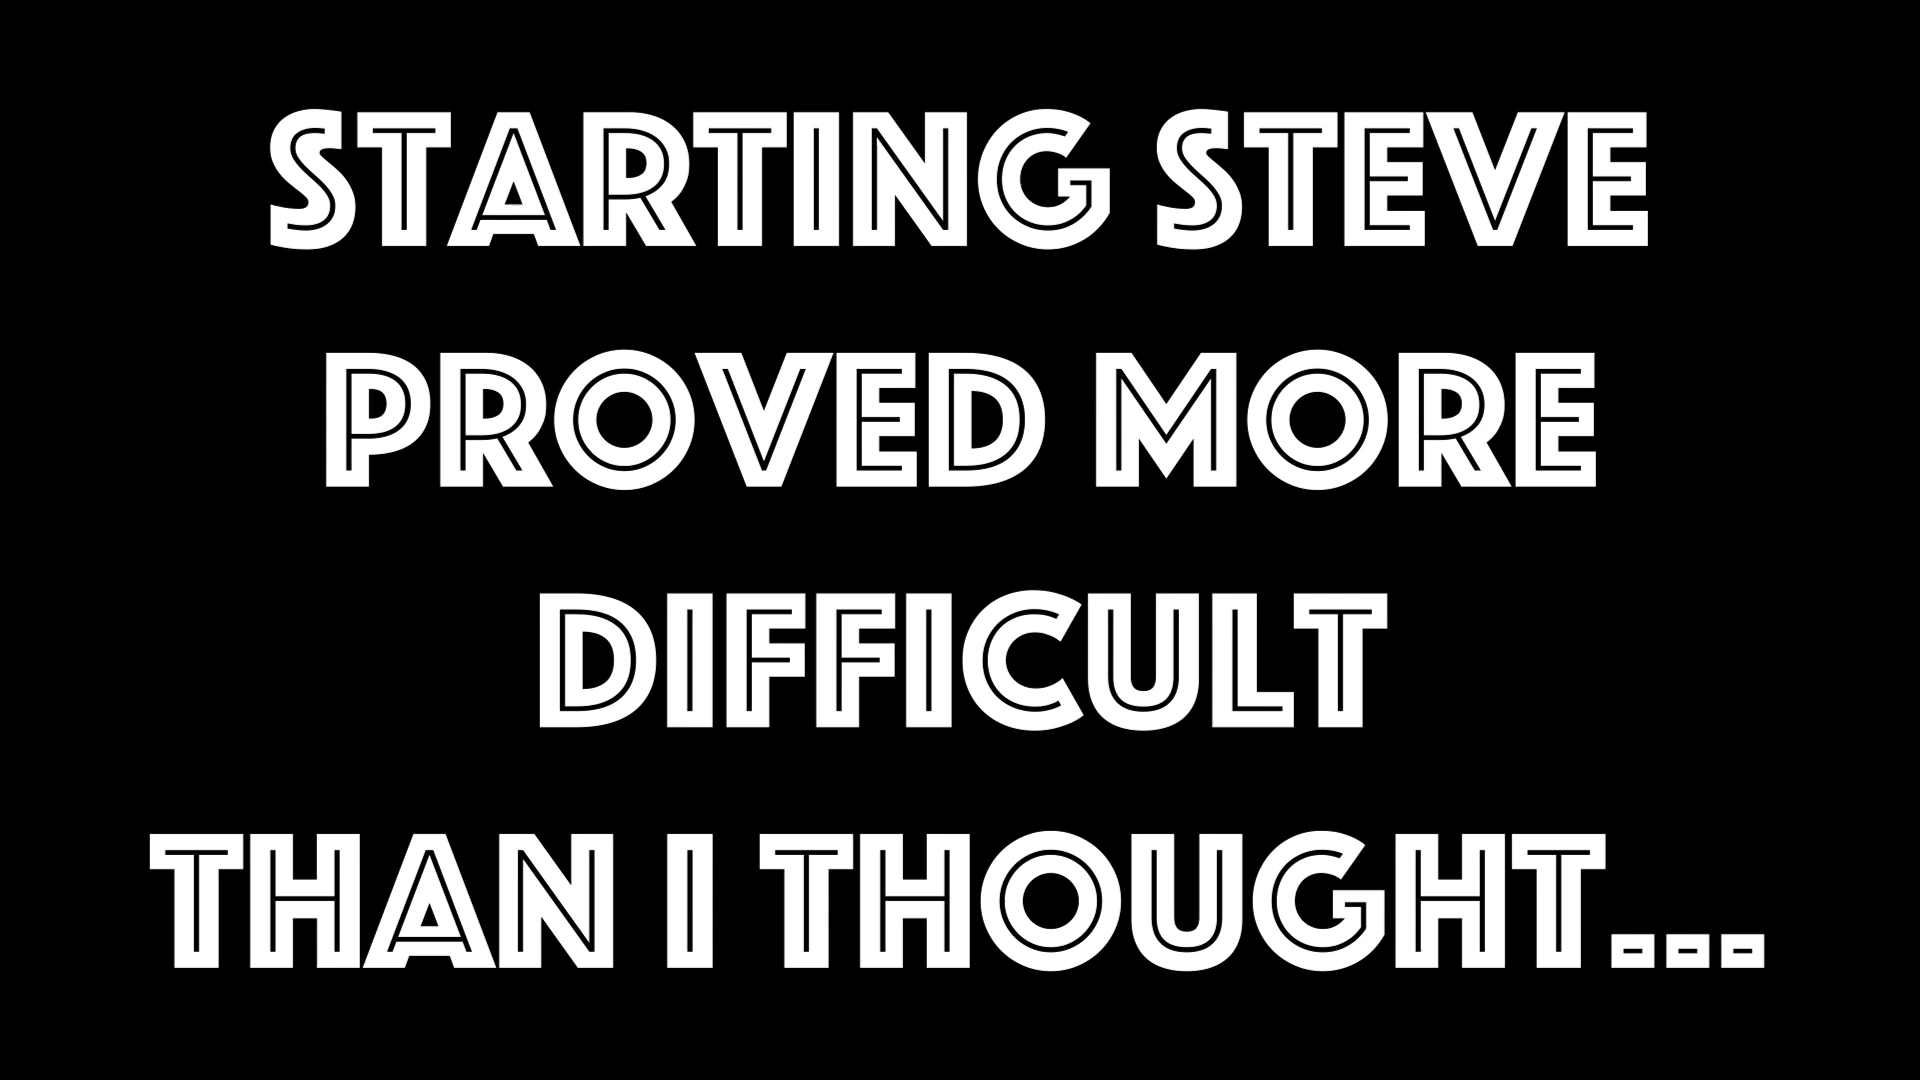 STARTING STEVE
PROVED MORE
DIFFICULT
THAN I THOUGHT...